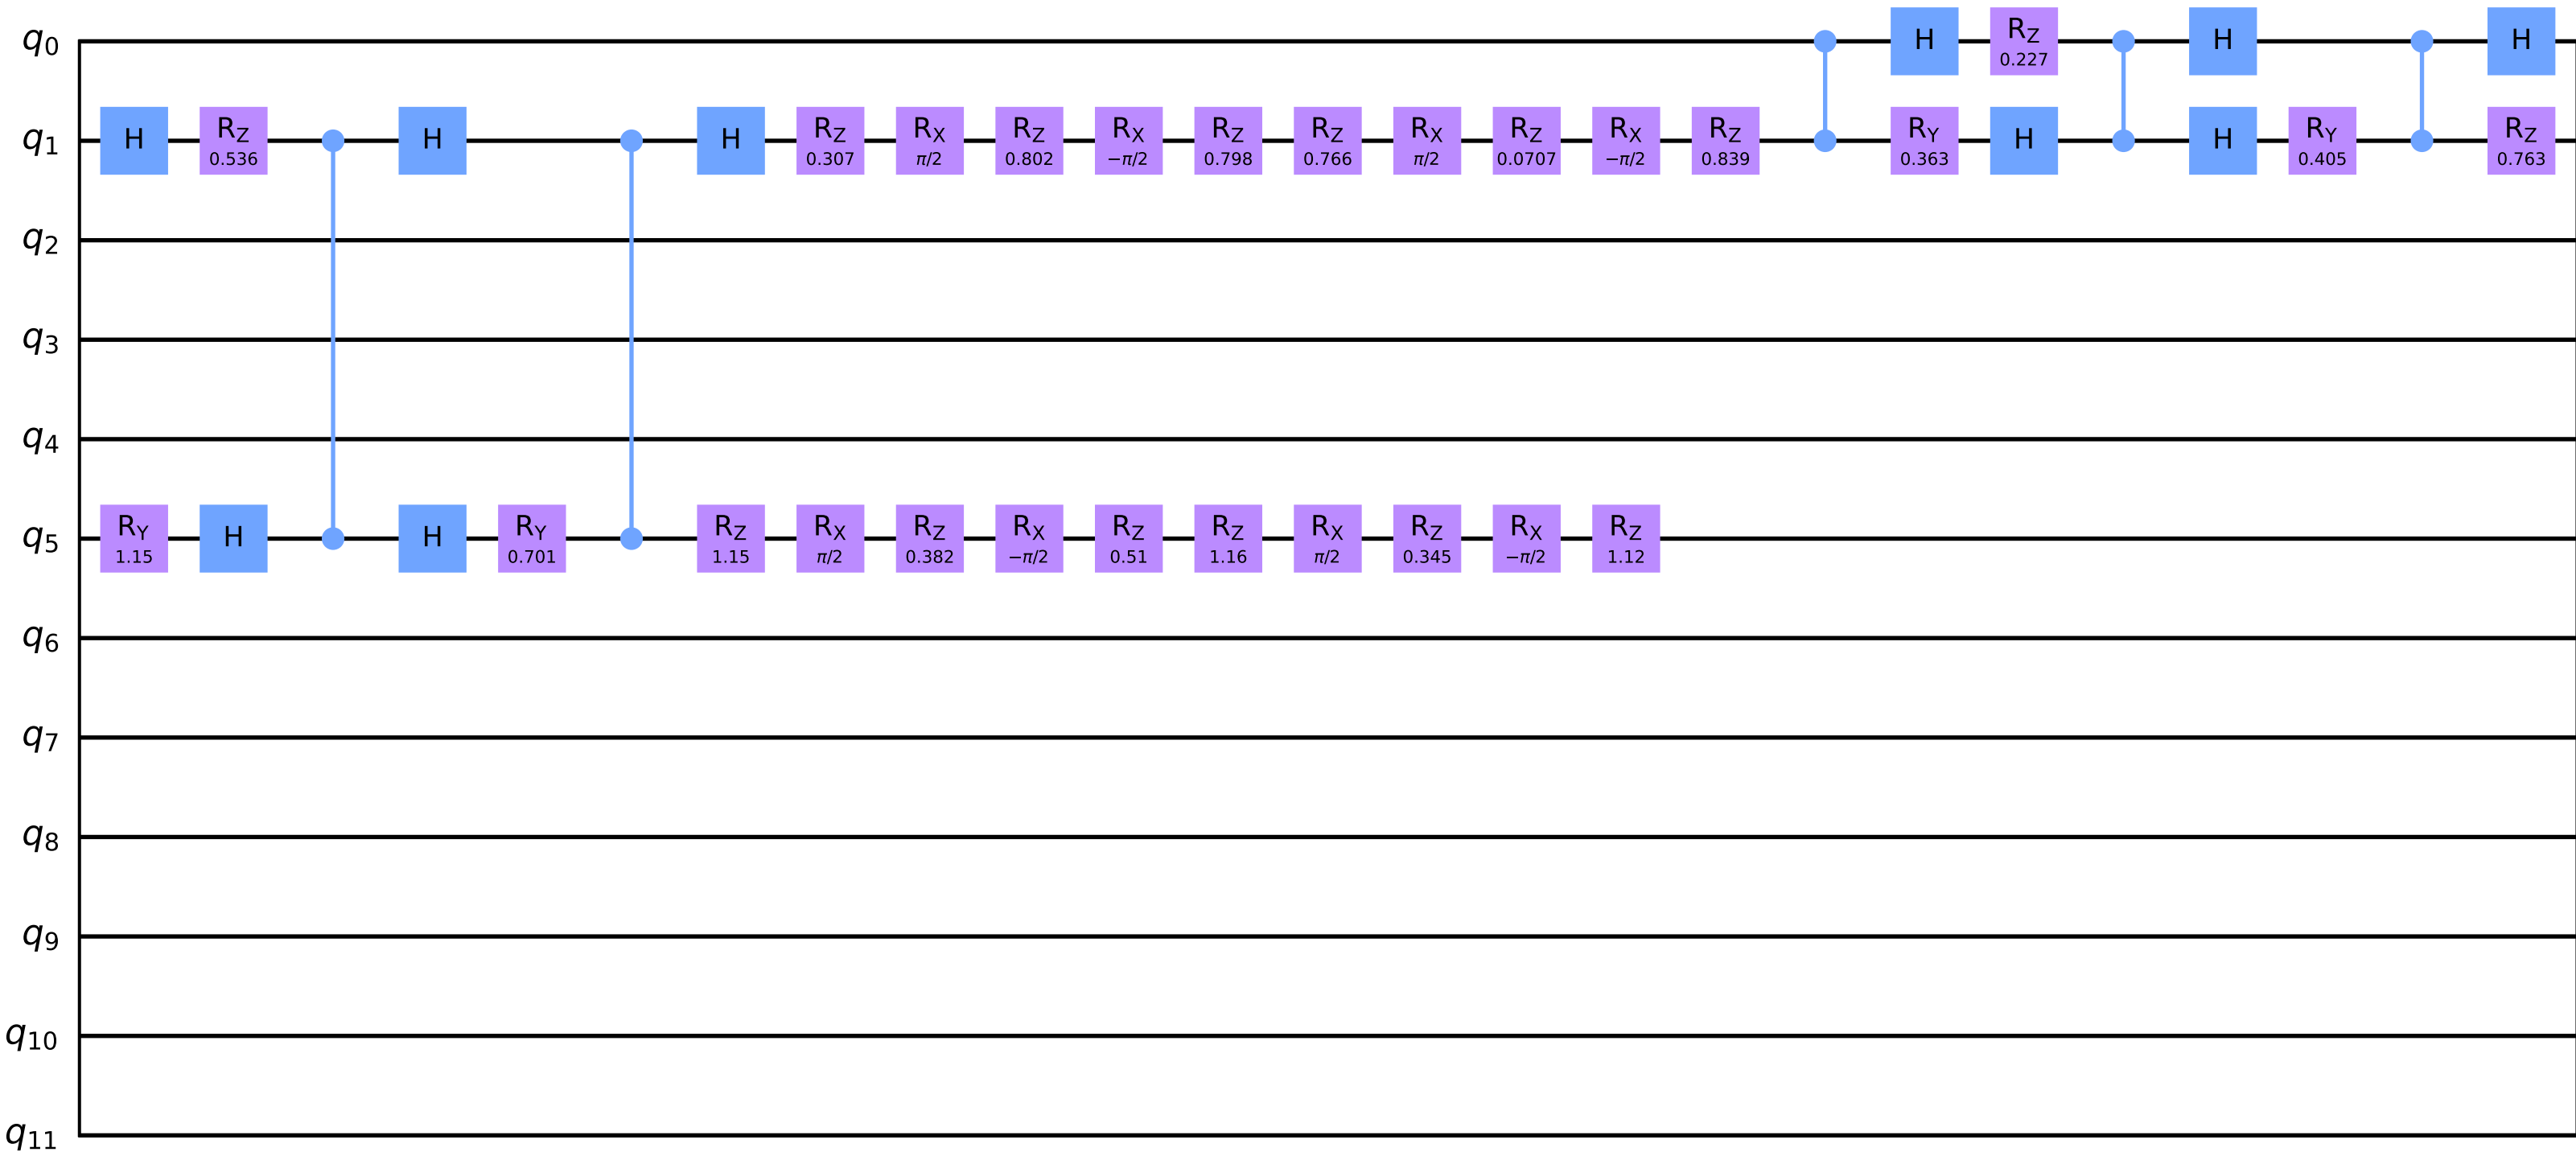 q0 H RZ 0.227 H H
q1 H RZ 0.536 H H RZ 0.307 RX π/2 RZ 0.802 RX −π/2 RZ 0.798 RZ 0.766 RX π/2 RZ 0.0707 RX −π/2 RZ 0.839 RY 0.363 H H RY 0.405 RZ 0.763
q2
q3
q4
q5 RY 1.15 H H RY 0.701 RZ 1.15 RX π/2 RZ 0.382 RX −π/2 RZ 0.51 RZ 1.16 RX π/2 RZ 0.345 RX −π/2 RZ 1.12
q6
q7
q8
q9
q10
q11